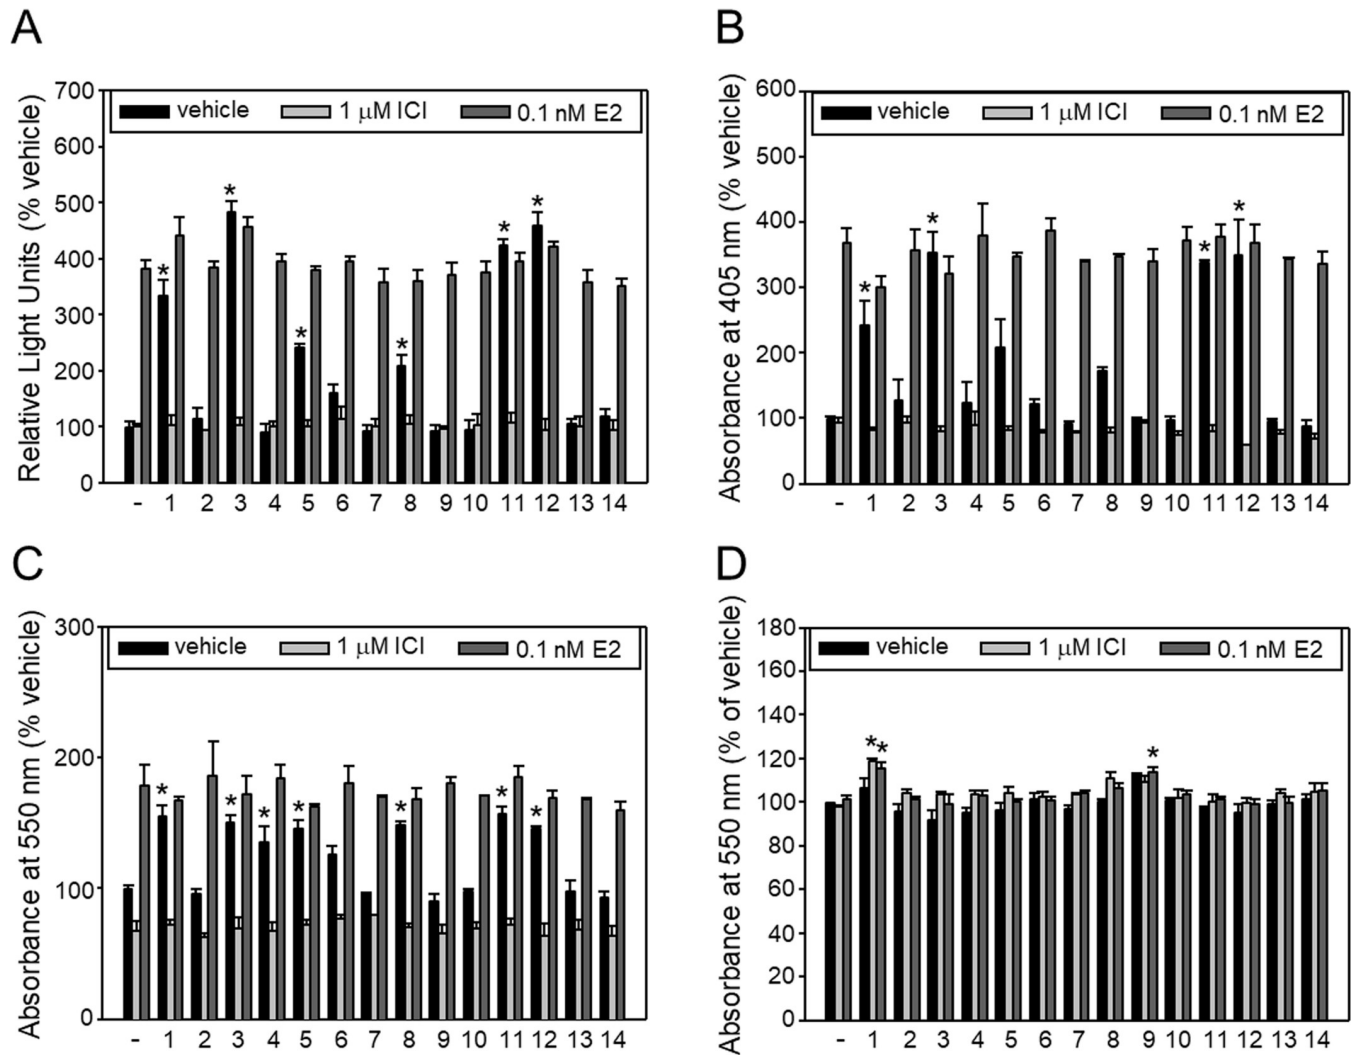 A
Relative Light Units (% vehicle)
700
600
500
400
300
200
100
0
vehicle 1 μM ICI 0.1 nM E2
* * * * * *
- 1 2 3 4 5 6 7 8 9 10 11 12 13 14
B
Absorbance at 405 nm (% vehicle)
600
500
400
300
200
100
0
vehicle 1 μM ICI 0.1 nM E2
* * * *
- 1 2 3 4 5 6 7 8 9 10 11 12 13 14
C
Absorbance at 550 nm (% vehicle)
300
200
100
0
vehicle 1 μM ICI 0.1 nM E2
* * * * * * *
- 1 2 3 4 5 6 7 8 9 10 11 12 13 14
D
Absorbance at 550 nm (% of vehicle)
180
160
140
120
100
80
60
40
20
0
vehicle 1 μM ICI 0.1 nM E2
* * *
- 1 2 3 4 5 6 7 8 9 10 11 12 13 14